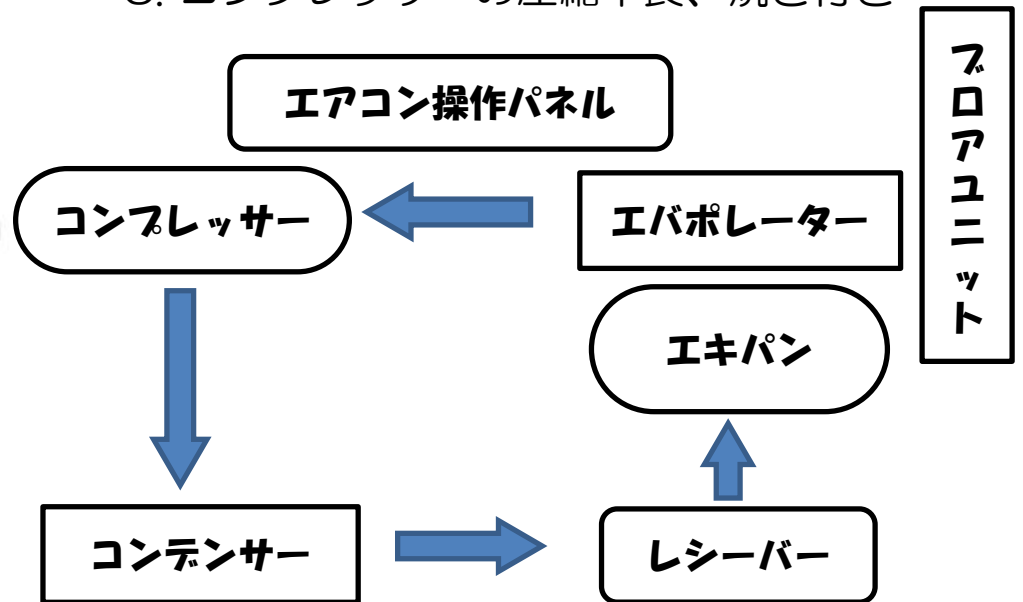 エアコン操作パネル
ブロアユニット
コンプレッサー
エバポレーター
エキパン
コンデンサー
レシーバー